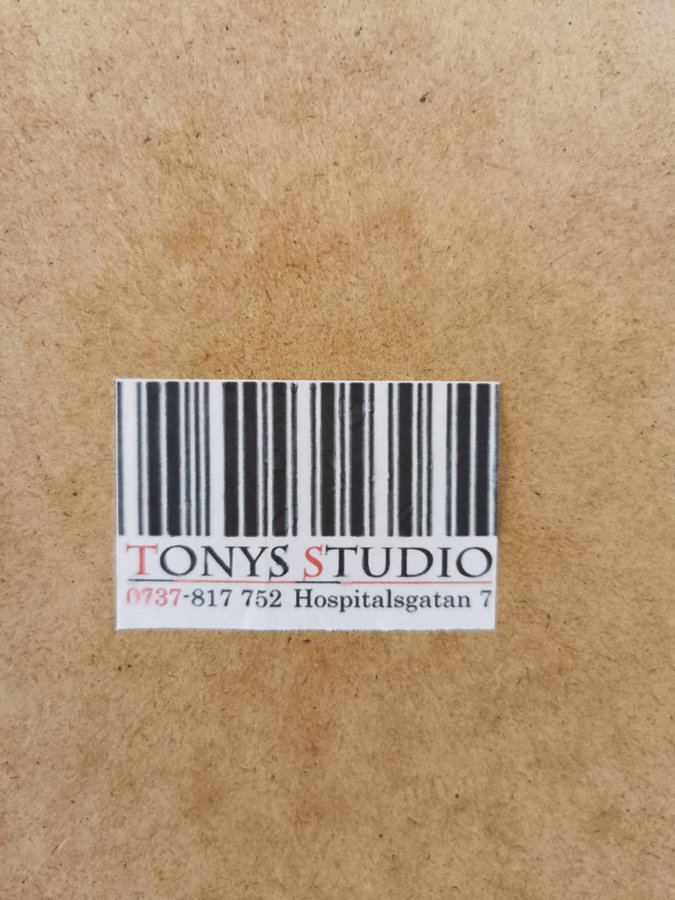 TONYS STUDIO
0737-817 752 Hospitalsgatan 7